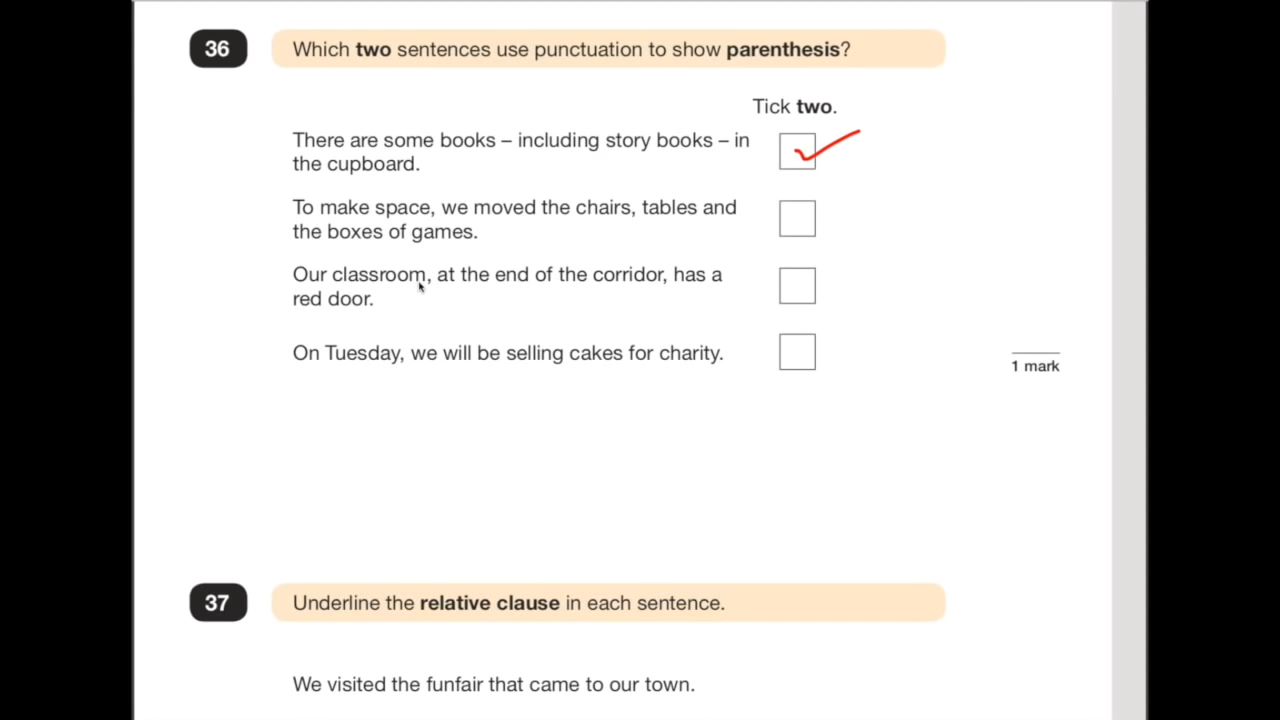 36
Which two sentences use punctuation to show parenthesis?
Tick two.
There are some books – including story books – in
the cupboard.
To make space, we moved the chairs, tables and
the boxes of games.
Our classroom, at the end of the corridor, has a
red door.
On Tuesday, we will be selling cakes for charity.
1 mark
37
Underline the relative clause in each sentence.
We visited the funfair that came to our town.